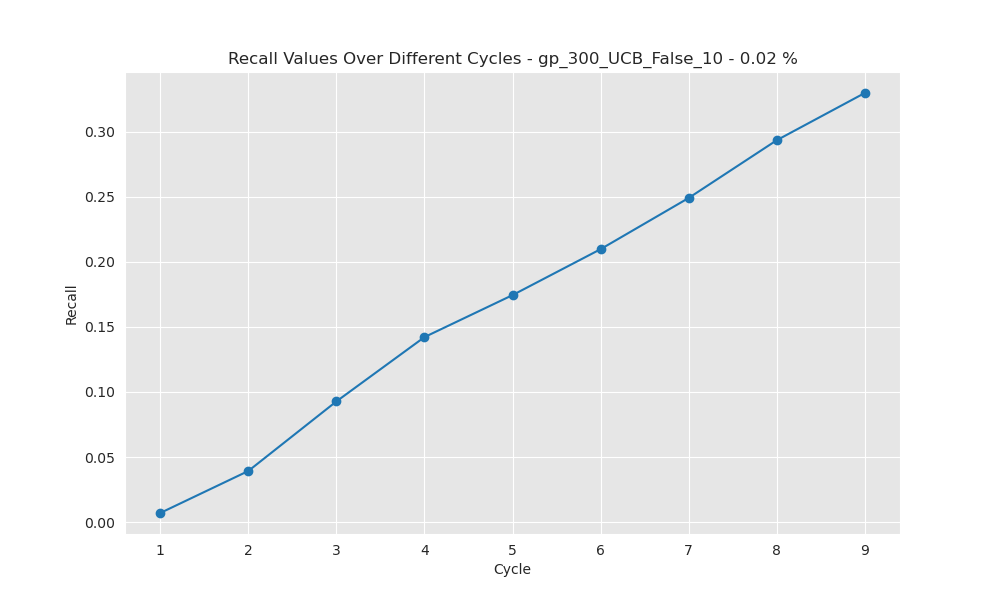 Recall Values Over Different Cycles - gp_300_UCB_False_10 - 0.02 %
0.30
0.25
0.20
0.15
0.10
0.05
0.00
Recall
1 2 3 4 5 6 7 8 9
Cycle